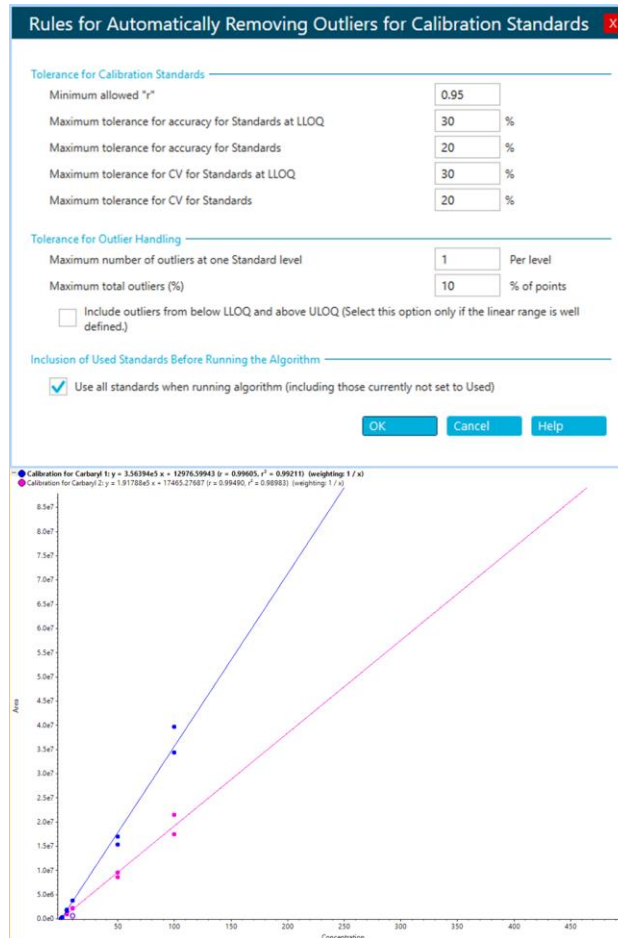 Rules for Automatically Removing Outliers for Calibration Standards X
Tolerance for Calibration Standards
Minimum allowed "r" 0.95
Maximum tolerance for accuracy for Standards at LLOQ 30 %
Maximum tolerance for accuracy for Standards 20 %
Maximum tolerance for CV for Standards at LLOQ 30 %
Maximum tolerance for CV for Standards 20 %
Tolerance for Outlier Handling
Maximum number of outliers at one Standard level 1 Per level
Maximum total outliers (%) 10 % of points
Include outliers from below LLOQ and above ULOQ (Select this option only if the linear range is well
defined.)
Inclusion of Used Standards Before Running the Algorithm
Use all standards when running algorithm (including those currently not set to Used)
OK Cancel Help
Calibration for Carbaryl 1: y = 3.56394e5 x + 12976.59943 (r = 0.99605, r² = 0.99211) (weighting: 1 / x)
Calibration for Carbaryl 2: y = 1.91788e5 x + 17465.27687 (r = 0.99490, r² = 0.98983) (weighting: 1 / x)
8.5e7
8.0e7
7.5e7
7.0e7
6.5e7
6.0e7
5.5e7
5.0e7
4.5e7
Area
4.0e7
3.5e7
3.0e7
2.5e7
2.0e7
1.5e7
1.0e7
5.0e6
0.0e0
50 100 150 200 250 300 350 400 450
Concentration